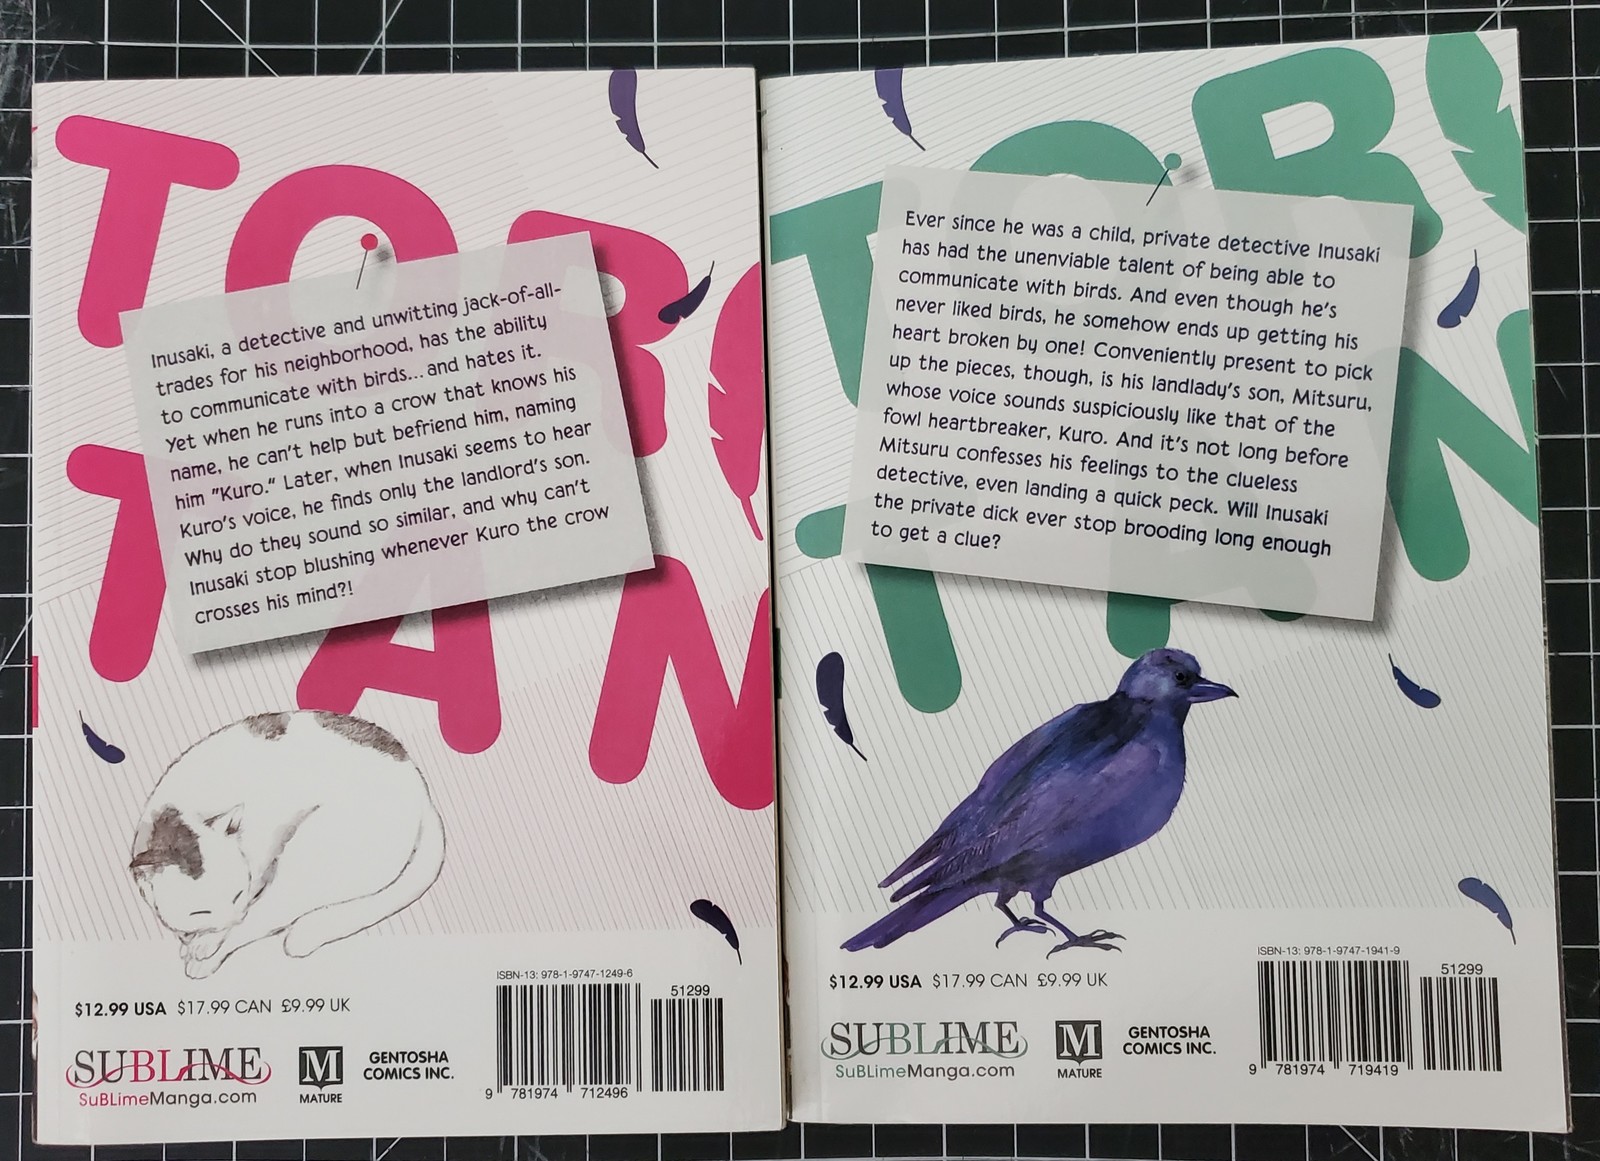 TOBO
TAN
Inusaki, a detective and unwitting jack-of-all-
trades for his neighborhood, has the ability
to communicate with birds...and hates it.
Yet when he runs into a crow that knows his
name, he can't help but befriend him, naming
him "Kuro." Later, when Inusaki seems to hear
Kuro's voice, he finds only the landlord's son.
Why do they sound so similar, and why can't
Inusaki stop blushing whenever Kuro the crow
crosses his mind?!
$12.99 USA $17.99 CAN £9.99 UK
SUBLIME
SuBLimeManga.com
M
MATURE
GENTOSHA
COMICS INC.
ISBN-13: 978-1-9747-1249-6
51299
9 781974 712496
TOB
TAN
Ever since he was a child, private detective Inusaki
has had the unenviable talent of being able to
communicate with birds. And even though he's
never liked birds, he somehow ends up getting his
heart broken by one! Conveniently present to pick
up the pieces, though, is his landlady's son, Mitsuru,
whose voice sounds suspiciously like that of the
fowl heartbreaker, Kuro. And it's not long before
Mitsuru confesses his feelings to the clueless
detective, even landing a quick peck. Will Inusaki
the private dick ever stop brooding long enough
to get a clue?
$12.99 USA $17.99 CAN £9.99 UK
SUBLIME
SuBLimeManga.com
M
MATURE
GENTOSHA
COMICS INC.
ISBN-13: 978-1-9747-1941-9
51299
9 781974 719419